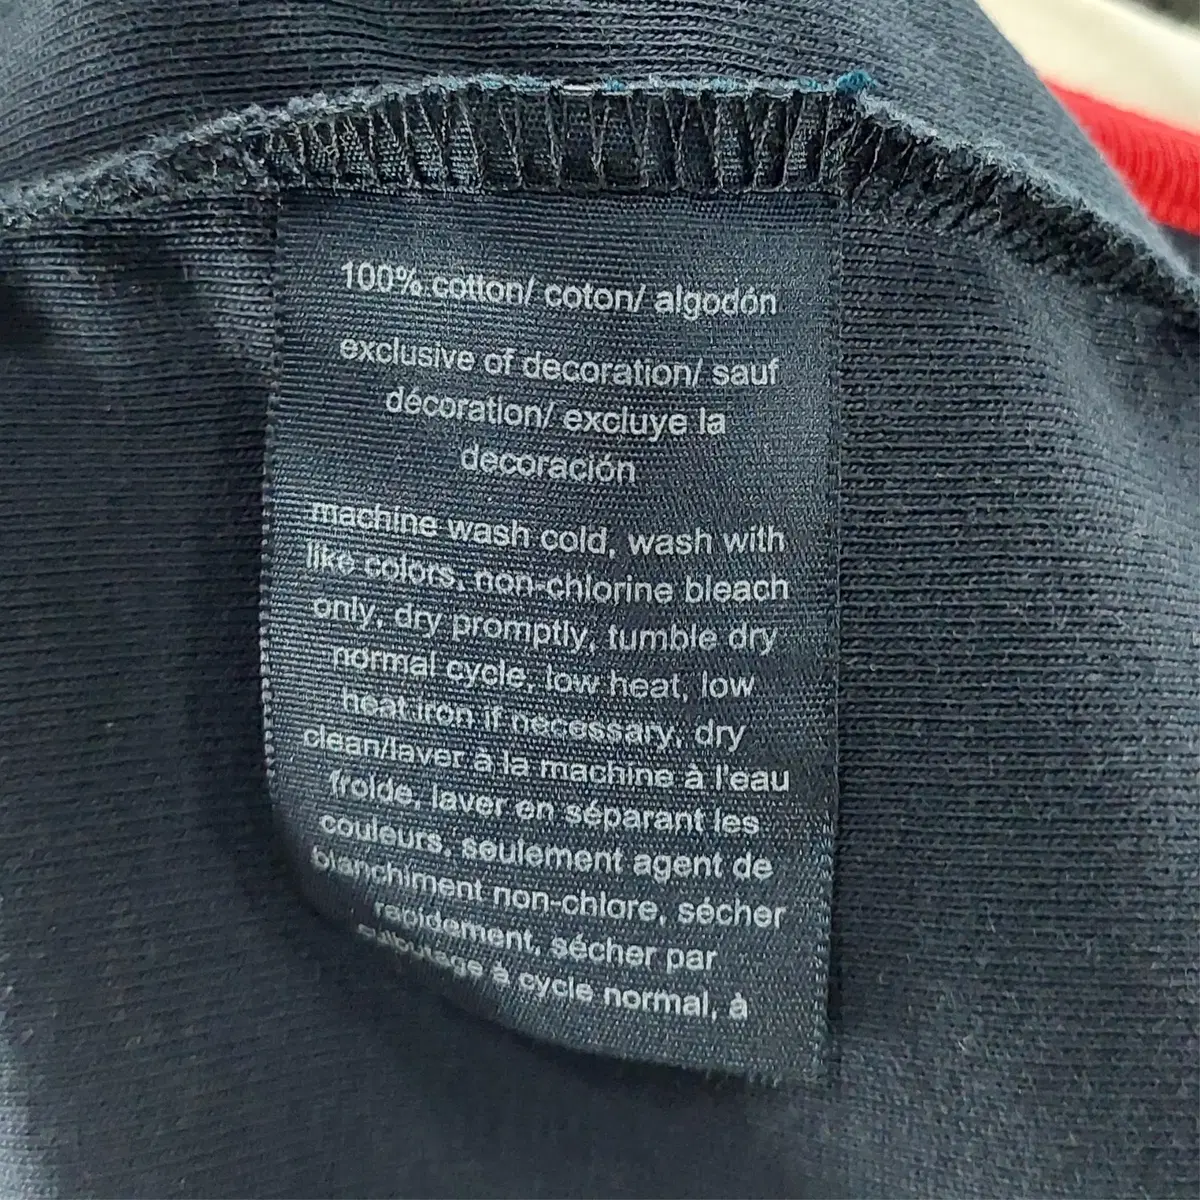 100% cotton/ coton/ algodón
exclusive of decoration/ sauf
décoration/ excluye la
decoración
machine wash cold, wash with
like colors, non-chlorine bleach
only, dry promptly, tumble dry
normal cycle, low heat, low
heat iron if necessary, dry
clean/laver à la machine à l'eau
froide, laver en séparant les
couleurs, seulement agent de
blanchiment non-chlore, sécher
rapidement, sécher par
culbutage à cycle normal, à